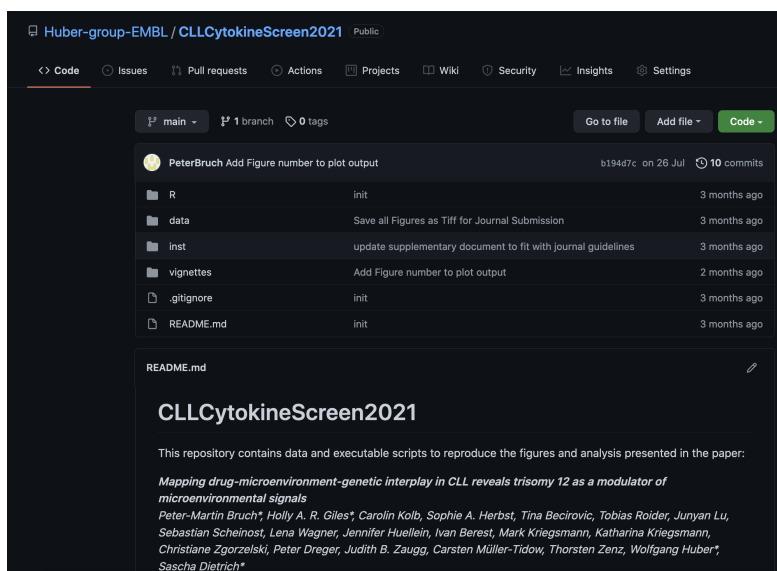 Huber-group-EMBL / CLLCytokineScreen2021 Public
Code Issues Pull requests Actions Projects Wiki Security Insights Settings
main 1 branch 0 tags Go to file Add file Code
PeterBruch Add Figure number to plot output b194d7c on 26 Jul 10 commits
R init 3 months ago
data Save all Figures as Tiff for Journal Submission 3 months ago
inst update supplementary document to fit with journal guidelines 3 months ago
vignettes Add Figure number to plot output 2 months ago
.gitignore init 3 months ago
README.md init 3 months ago
README.md
CLLCytokineScreen2021
This repository contains data and executable scripts to reproduce the figures and analysis presented in the paper:
Mapping drug-microenvironment-genetic interplay in CLL reveals trisomy 12 as a modulator of
microenvironmental signals
Peter-Martin Bruch*, Holly A. R. Giles*, Carolin Kolb, Sophie A. Herbst, Tina Becirovic, Tobias Roider, Junyan Lu,
Sebastian Scheinost, Lena Wagner, Jennifer Huellein, Ivan Berest, Mark Kriegsmann, Katharina Kriegsmann,
Christiane Zgorzelski, Peter Dreger, Judith B. Zaugg, Carsten Müller-Tidow, Thorsten Zenz, Wolfgang Huber*,
Sascha Dietrich*